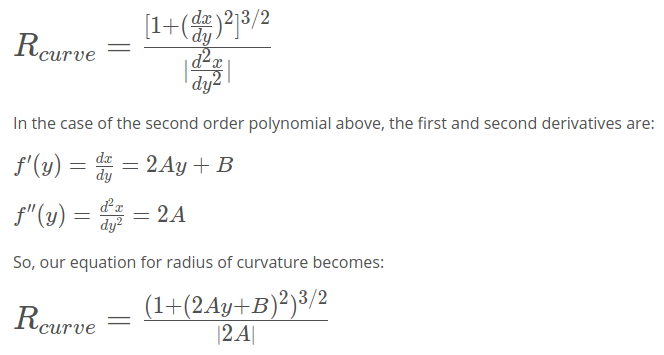 R_{curve} = \frac{[1+(\frac{dx}{dy})^2]^{3/2}}{|\frac{d^2x}{dy^2}|}
In the case of the second order polynomial above, the first and second derivatives are:
f'(y) = \frac{dx}{dy} = 2Ay + B
f''(y) = \frac{d^2x}{dy^2} = 2A
So, our equation for radius of curvature becomes:
R_{curve} = \frac{(1+(2Ay+B)^2)^{3/2}}{|2A|}